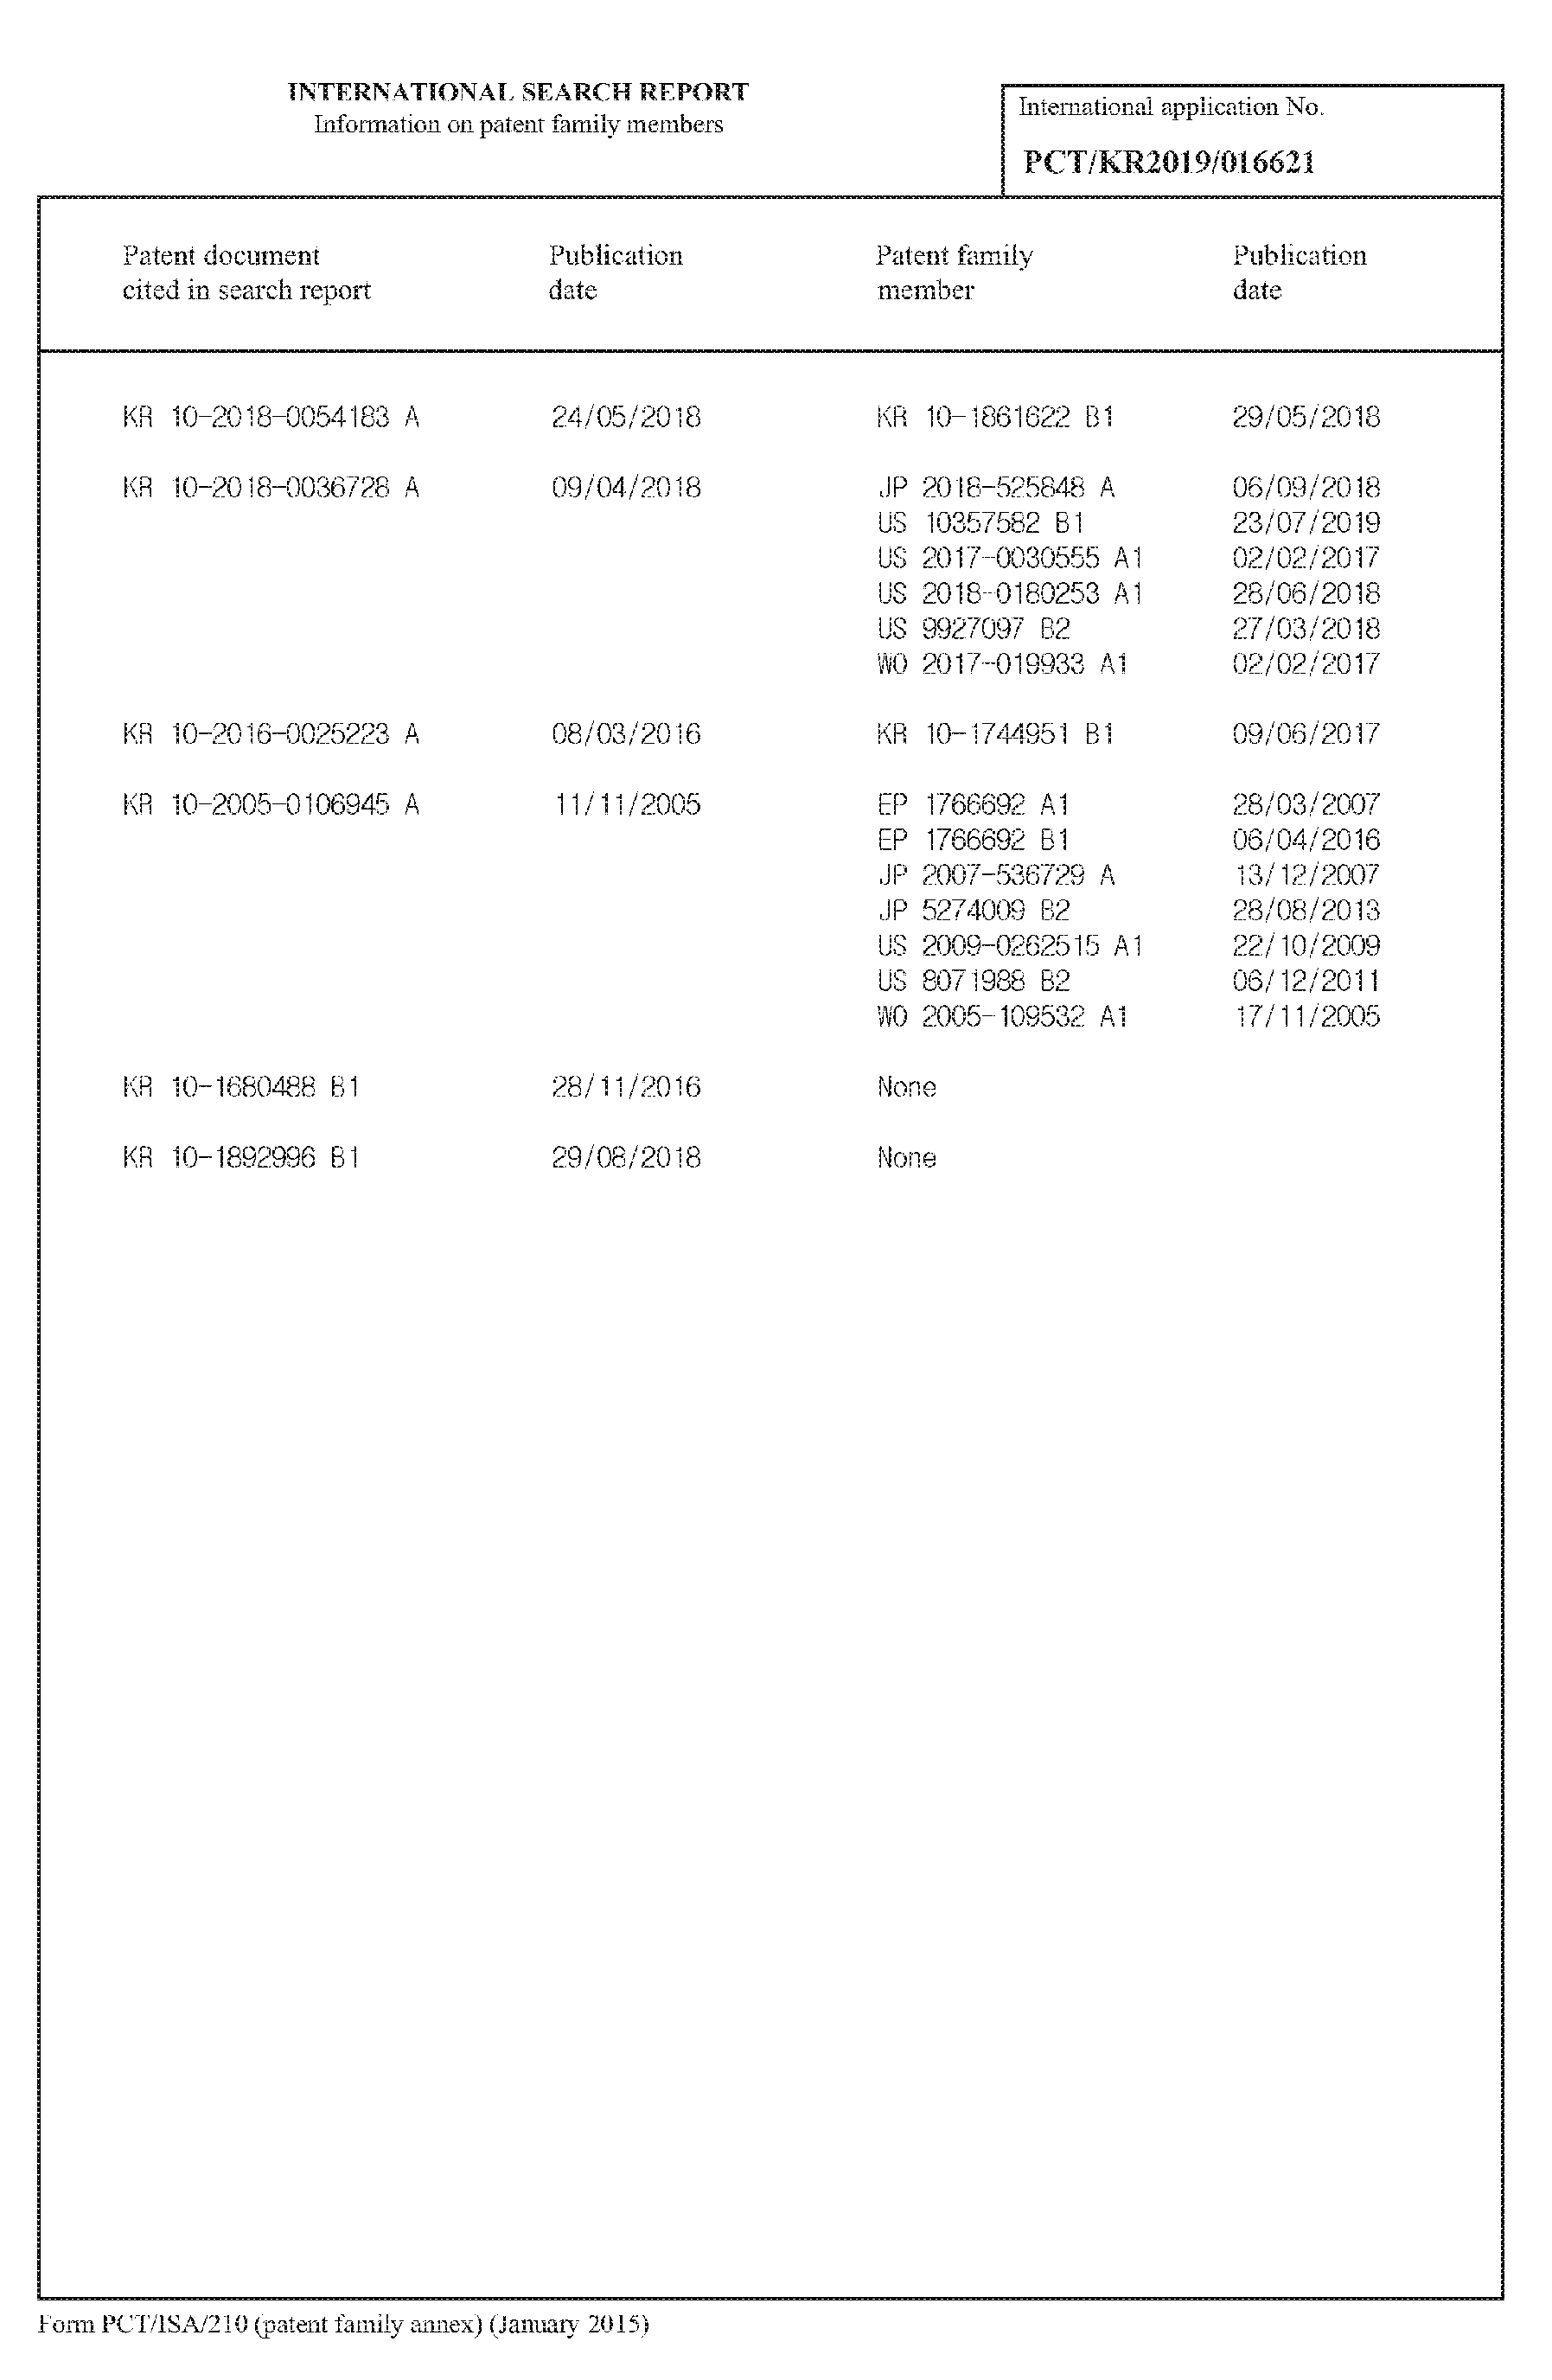 INTERNATIONAL SEARCH REPORT
Information on patent family members
International application No.
PCT/KR2019/016621
Patent document cited in search report Publication date Patent family member Publication date
KR 10-2018-0054183 A 24/05/2018 KR 10-1861622 B1 29/05/2018
KR 10-2018-0036728 A 09/04/2018 JP 2018-525848 A 06/09/2018
US 10357582 B1 23/07/2019
US 2017-0030555 A1 02/02/2017
US 2018-0180253 A1 28/06/2018
US 9927097 B2 27/03/2018
WO 2017-019933 A1 02/02/2017
KR 10-2016-0025223 A 08/03/2016 KR 10-1744951 B1 09/06/2017
KR 10-2005-0106945 A 11/11/2005 EP 1766692 A1 28/03/2007
EP 1766692 B1 06/04/2016
JP 2007-536729 A 13/12/2007
JP 5274009 B2 28/08/2013
US 2009-0262515 A1 22/10/2009
US 8071988 B2 06/12/2011
WO 2005-109532 A1 17/11/2005
KR 10-1680488 B1 28/11/2016 None
KR 10-1892996 B1 29/08/2018 None
Form PCT/ISA/210 (patent family annex) (January 2015)